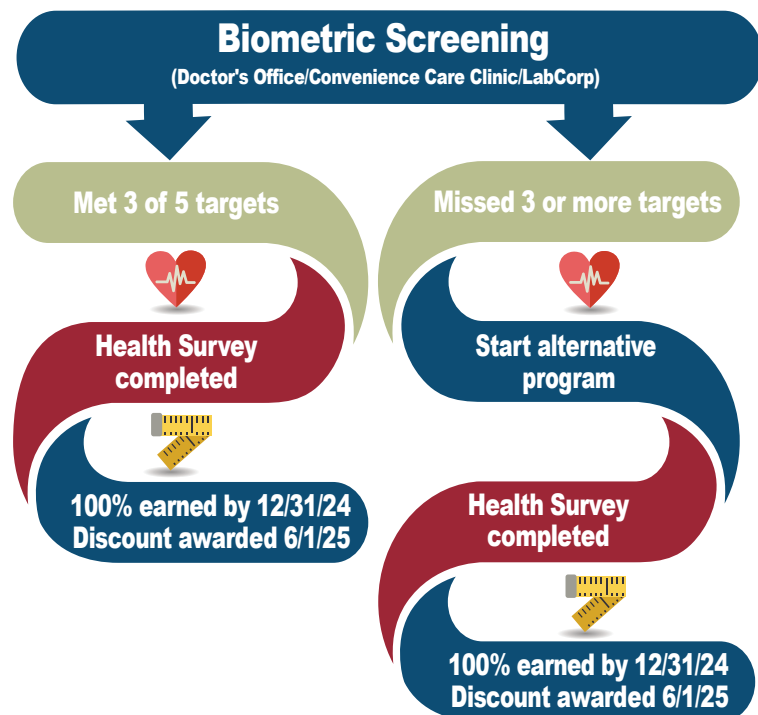 Biometric Screening
(Doctor's Office/Convenience Care Clinic/LabCorp)
Met 3 of 5 targets
Health Survey
completed
100% earned by 12/31/24
Discount awarded 6/1/25
Missed 3 or more targets
Start alternative
program
Health Survey
completed
100% earned by 12/31/24
Discount awarded 6/1/25